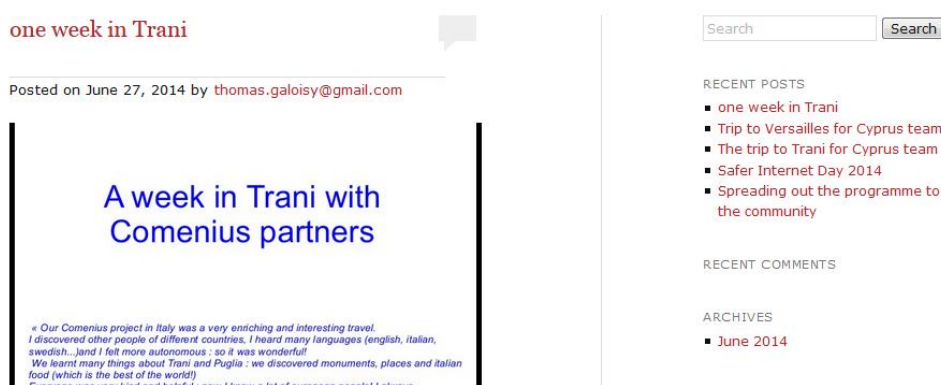 one week in Trani
Posted on June 27, 2014 by thomas.galoisy@gmail.com
A week in Trani with
Comenius partners
« Our Comenius project in Italy was a very enriching and interesting travel.
I discovered other people of different countries, I heard many languages (english, italian,
swedish...)and I felt more autonomous : so it was wonderful!
We learnt many things about Trani and Puglia : we discovered monuments, places and italian
food (which is the best of the world!)
Search Search
RECENT POSTS
one week in Trani
Trip to Versailles for Cyprus team
The trip to Trani for Cyprus team
Safer Internet Day 2014
Spreading out the programme to
the community
RECENT COMMENTS
ARCHIVES
June 2014